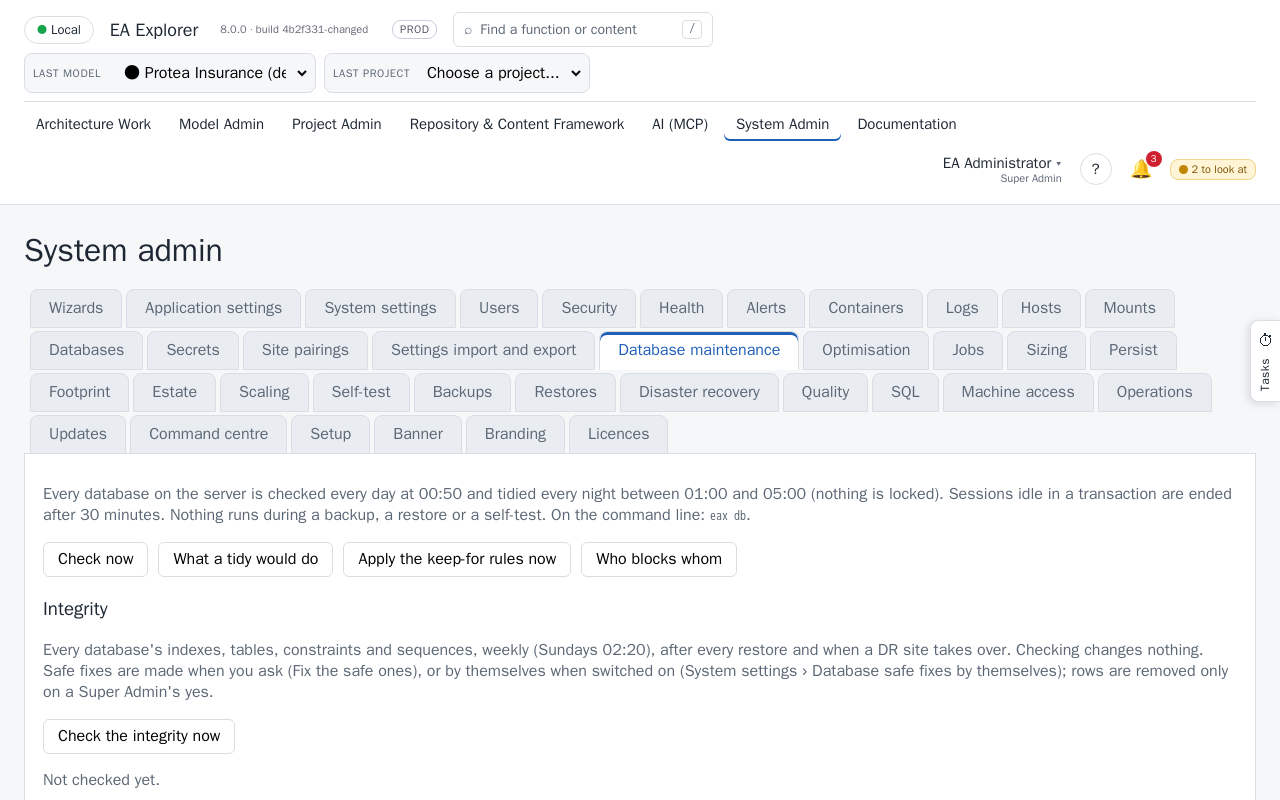 Local
EA Explorer
8.0.0 · build 4b2f331-changed
PROD
Find a function or content
/
LAST MODEL
Protea Insurance (de
LAST PROJECT
Choose a project...
Architecture Work
Model Admin
Project Admin
Repository & Content Framework
AI (MCP)
System Admin
Documentation
EA Administrator
Super Admin
?
3
2 to look at
System admin
Wizards
Application settings
System settings
Users
Security
Health
Alerts
Containers
Logs
Hosts
Mounts
Databases
Secrets
Site pairings
Settings import and export
Database maintenance
Optimisation
Jobs
Sizing
Persist
Footprint
Estate
Scaling
Self-test
Backups
Restores
Disaster recovery
Quality
SQL
Machine access
Operations
Updates
Command centre
Setup
Banner
Branding
Licences
Tasks
Every database on the server is checked every day at 00:50 and tidied every night between 01:00 and 05:00 (nothing is locked). Sessions idle in a transaction are ended
after 30 minutes. Nothing runs during a backup, a restore or a self-test. On the command line: eax db.
Check now
What a tidy would do
Apply the keep-for rules now
Who blocks whom
Integrity
Every database's indexes, tables, constraints and sequences, weekly (Sundays 02:20), after every restore and when a DR site takes over. Checking changes nothing.
Safe fixes are made when you ask (Fix the safe ones), or by themselves when switched on (System settings › Database safe fixes by themselves); rows are removed only
on a Super Admin's yes.
Check the integrity now
Not checked yet.